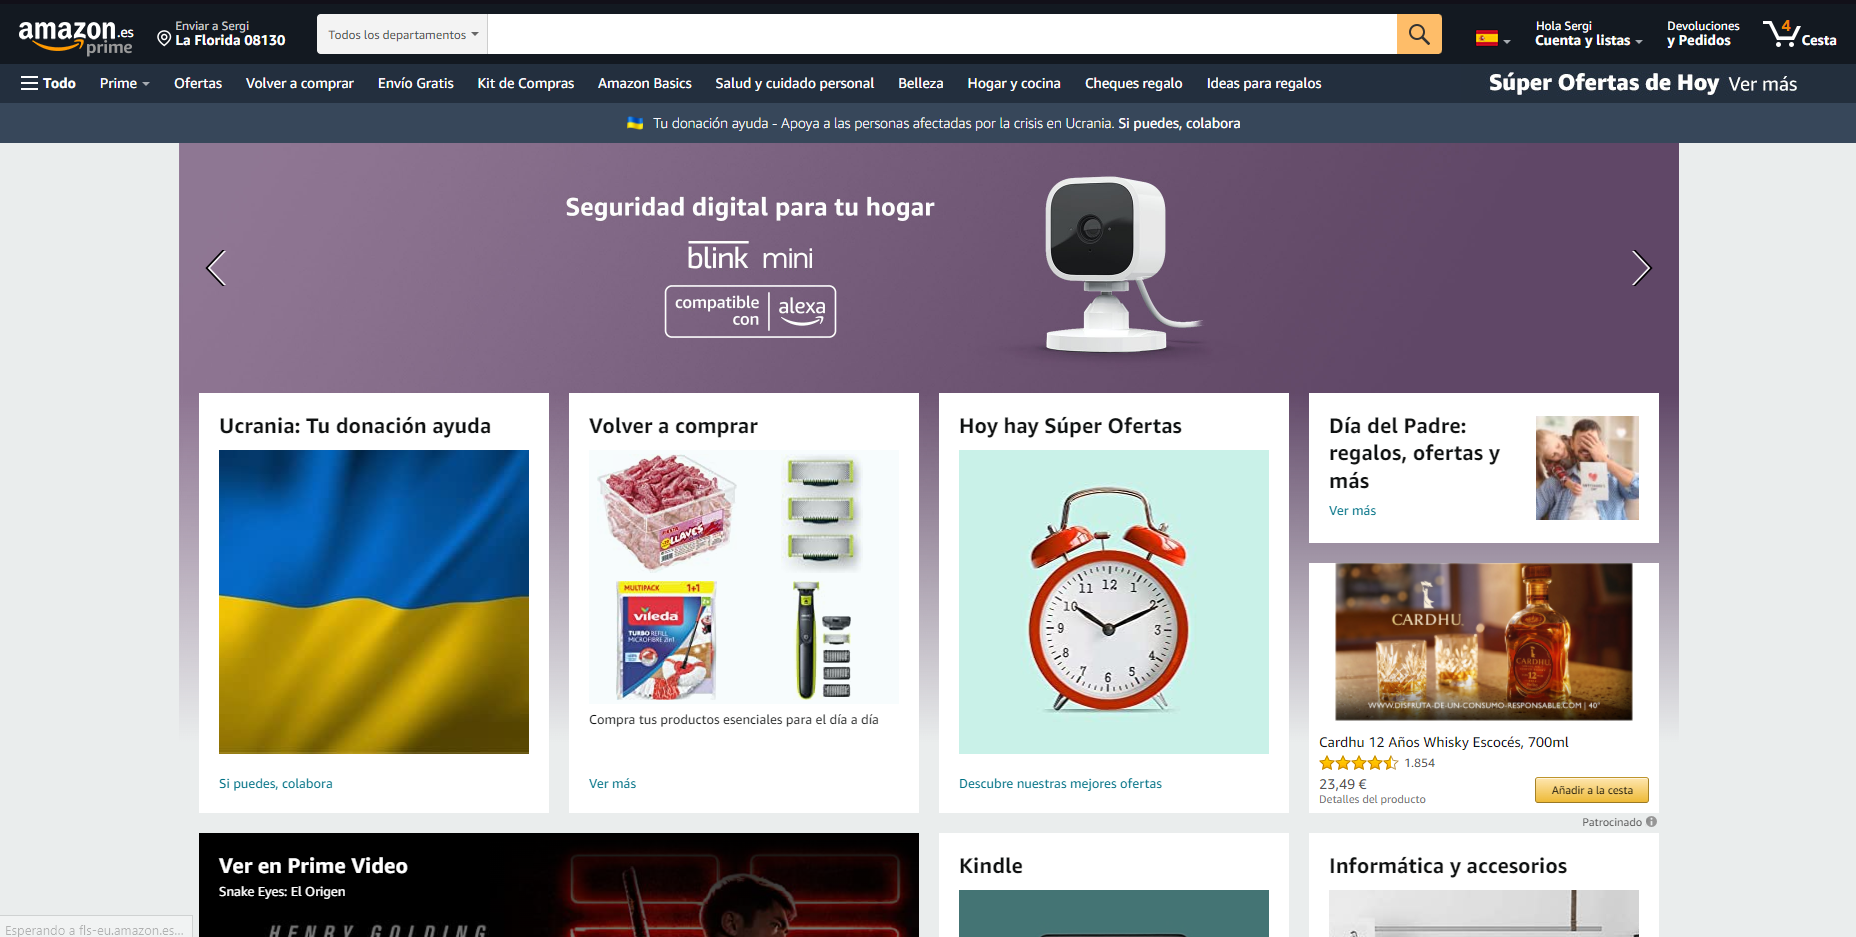 amazon.es
prime
Enviar a Sergi
La Florida 08130
Todos los departamentos
Hola Sergi
Cuenta y listas
Devoluciones
y Pedidos
4
Cesta
Todo
Prime
Ofertas
Volver a comprar
Envío Gratis
Kit de Compras
Amazon Basics
Salud y cuidado personal
Belleza
Hogar y cocina
Cheques regalo
Ideas para regalos
Súper Ofertas de Hoy Ver más
Tu donación ayuda - Apoya a las personas afectadas por la crisis en Ucrania. Si puedes, colabora
Seguridad digital para tu hogar
blink mini
compatible
con
alexa
Ucrania: Tu donación ayuda
Si puedes, colabora
Volver a comprar
LLAVES
MULTIPACK 1+1
vileda
TURBO REFILL
MICROFIBRE 2in1
Compra tus productos esenciales para el día a día
Ver más
Hoy hay Súper Ofertas
11 12 1
10 2
9 3
8 4
7 6 5
Descubre nuestras mejores ofertas
Día del Padre:
regalos, ofertas y
más
Ver más
CARDHU
CARDHU
12
WWW.DISFRUTA-DE-UN-CONSUMO-RESPONSABLE.COM | 40°
Cardhu 12 Años Whisky Escocés, 700ml
1.854
23,49 €
Detalles del producto
Añadir a la cesta
Patrocinado
Ver en Prime Video
Snake Eyes: El Origen
HENRY GOLDING
Kindle
Informática y accesorios
Esperando a fls-eu.amazon.es...